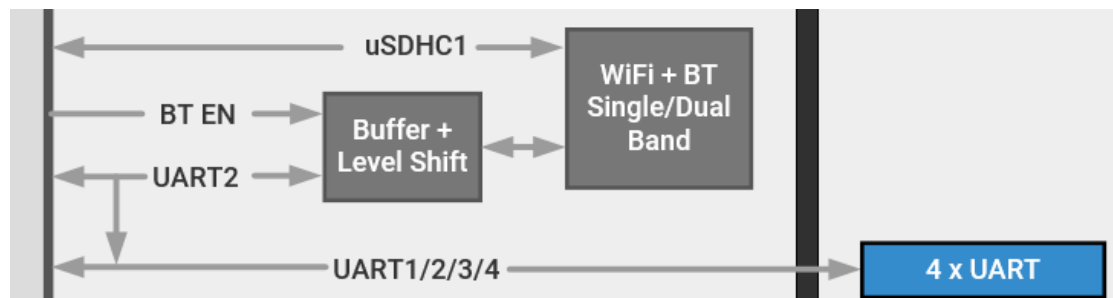 uSDHC1
WiFi + BT
Single/Dual
Band
BT EN
Buffer +
Level Shift
UART2
UART1/2/3/4
4 x UART